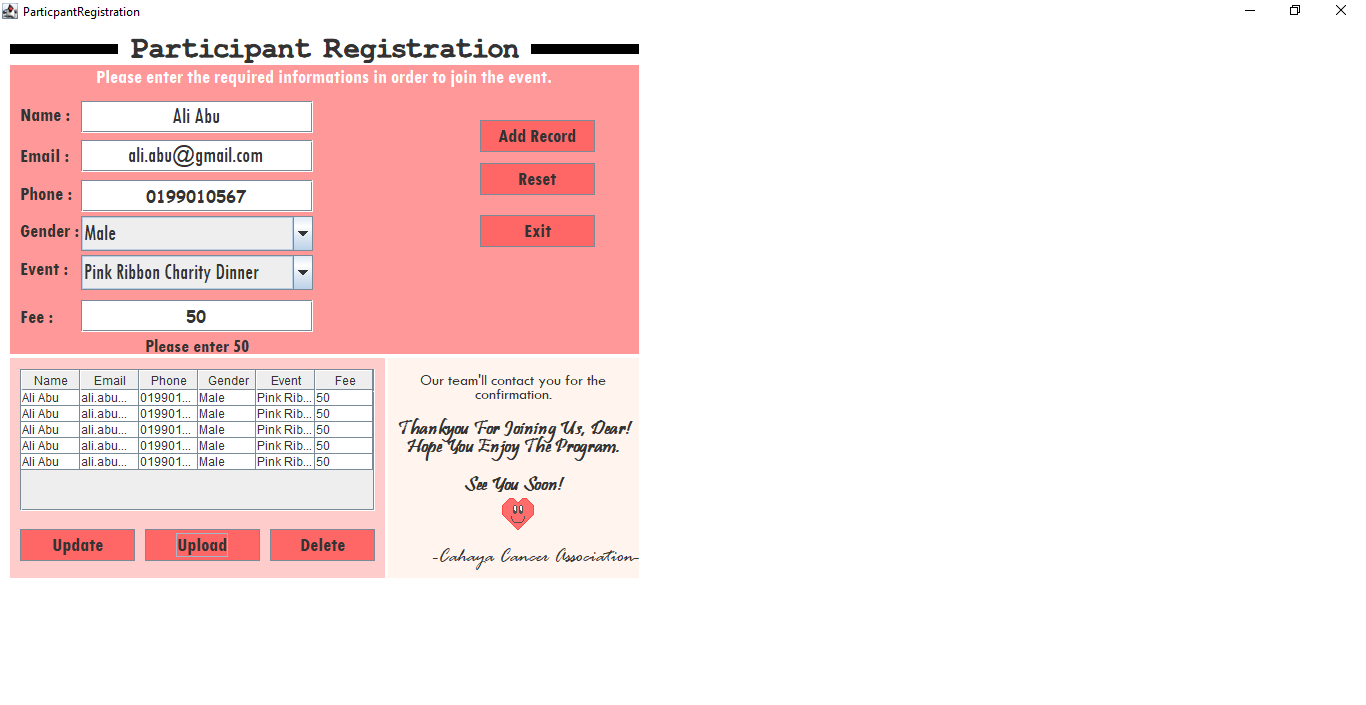 ParticpantRegistration
Participant Registration
Please enter the required informations in order to join the event.
Name : Ali Abu
Email : ali.abu@gmail.com
Phone : 0199010567
Gender : Male
Event : Pink Ribbon Charity Dinner
Fee : 50
Please enter 50
Add Record
Reset
Exit
Name Email Phone Gender Event Fee
Ali Abu ali.abu... 019901... Male Pink Rib... 50
Ali Abu ali.abu... 019901... Male Pink Rib... 50
Ali Abu ali.abu... 019901... Male Pink Rib... 50
Ali Abu ali.abu... 019901... Male Pink Rib... 50
Ali Abu ali.abu... 019901... Male Pink Rib... 50
Update Upload Delete
Our team'll contact you for the
confirmation.
Thankyou For Joining Us, Dear!
Hope You Enjoy The Program.
See You Soon!
-Cahaya Cancer Association-